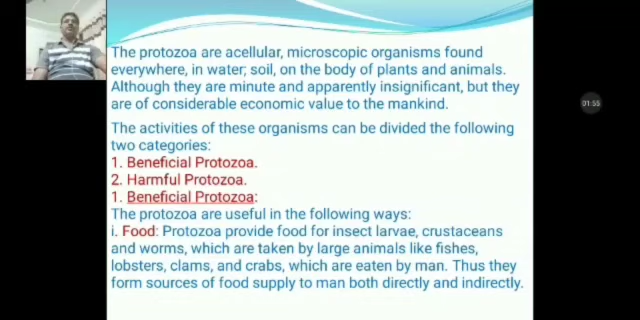 The protozoa are acellular, microscopic organisms found
everywhere, in water; soil, on the body of plants and animals.
Although they are minute and apparently insignificant, but they
are of considerable economic value to the mankind.
The activities of these organisms can be divided the following
two categories:
1. Beneficial Protozoa.
2. Harmful Protozoa.
1. Beneficial Protozoa:
The protozoa are useful in the following ways:
i. Food: Protozoa provide food for insect larvae, crustaceans
and worms, which are taken by large animals like fishes,
lobsters, clams, and crabs, which are eaten by man. Thus they
form sources of food supply to man both directly and indirectly.
01:55